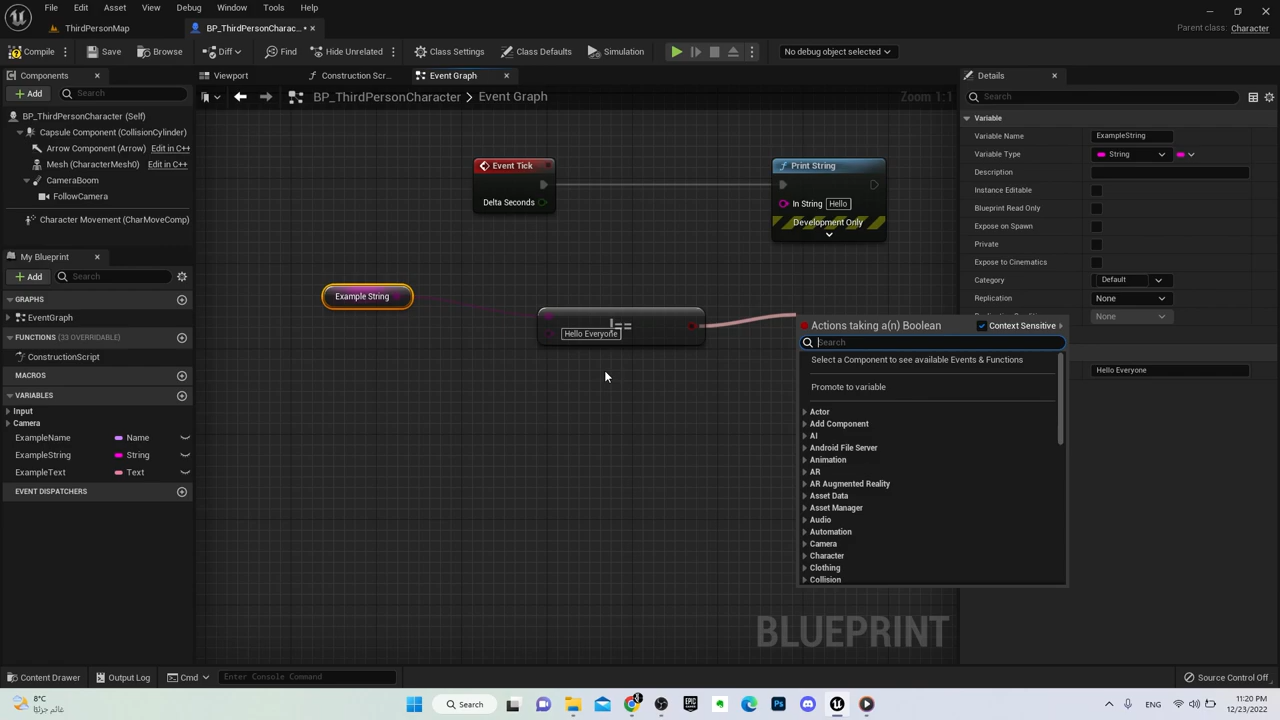 File
Edit
Asset
View
Debug
Window
Tools
Help
ThirdPersonMap
BP_ThirdPersonCharac...
Parent class: Character
Compile
Save
Browse
Diff
Find
Hide Unrelated
Class Settings
Class Defaults
Simulation
No debug object selected
Components
Viewport
Construction Scr...
Event Graph
Details
Add
Search
BP_ThirdPersonCharacter > Event Graph
Zoom 1:1
Search
BP_ThirdPersonCharacter (Self)
Capsule Component (CollisionCylinder)
Arrow Component (Arrow) Edit in C++
Mesh (CharacterMesh0) Edit in C++
CameraBoom
FollowCamera
Character Movement (CharMoveComp)
My Blueprint
Add
Search
GRAPHS
EventGraph
FUNCTIONS (33 OVERRIDABLE)
ConstructionScript
MACROS
VARIABLES
Input
Camera
ExampleName Name
ExampleString String
ExampleText Text
EVENT DISPATCHERS
Event Tick
Delta Seconds
Print String
In String Hello
Development Only
Example String
!==
Hello Everyone
Actions taking a(n) Boolean
Context Sensitive
Search
Select a Component to see available Events & Functions
Promote to variable
Actor
Add Component
AI
Android File Server
Animation
AR
AR Augmented Reality
Asset Data
Asset Manager
Audio
Automation
Camera
Character
Clothing
Collision
BLUEPRINT
Variable
Variable Name ExampleString
Variable Type String
Description
Instance Editable
Blueprint Read Only
Expose on Spawn
Private
Expose to Cinematics
Category Default
Replication None
None
Hello Everyone
Content Drawer
Output Log
Cmd
Enter Console Command
Source Control Off
8°C
غائم جزئيًا
Search
ENG
11:20 PM
12/23/2022